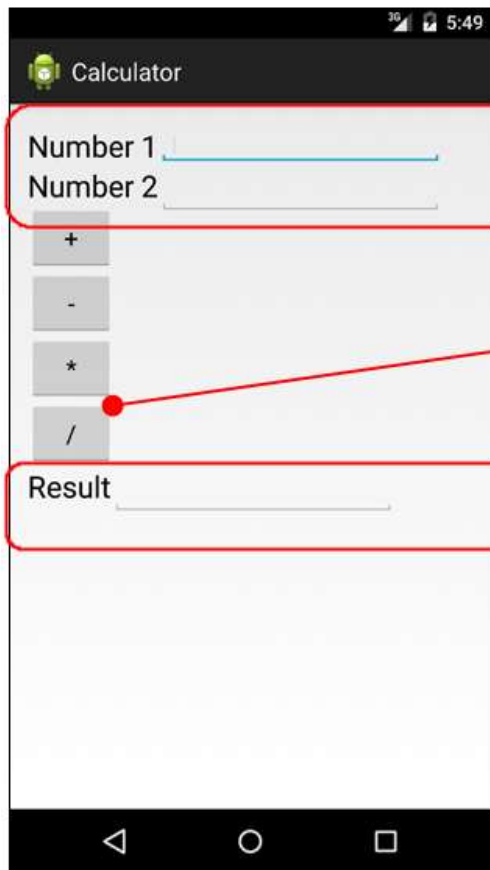 3G 5:49
Calculator
Number 1
Number 2
+
-
*
/
Result